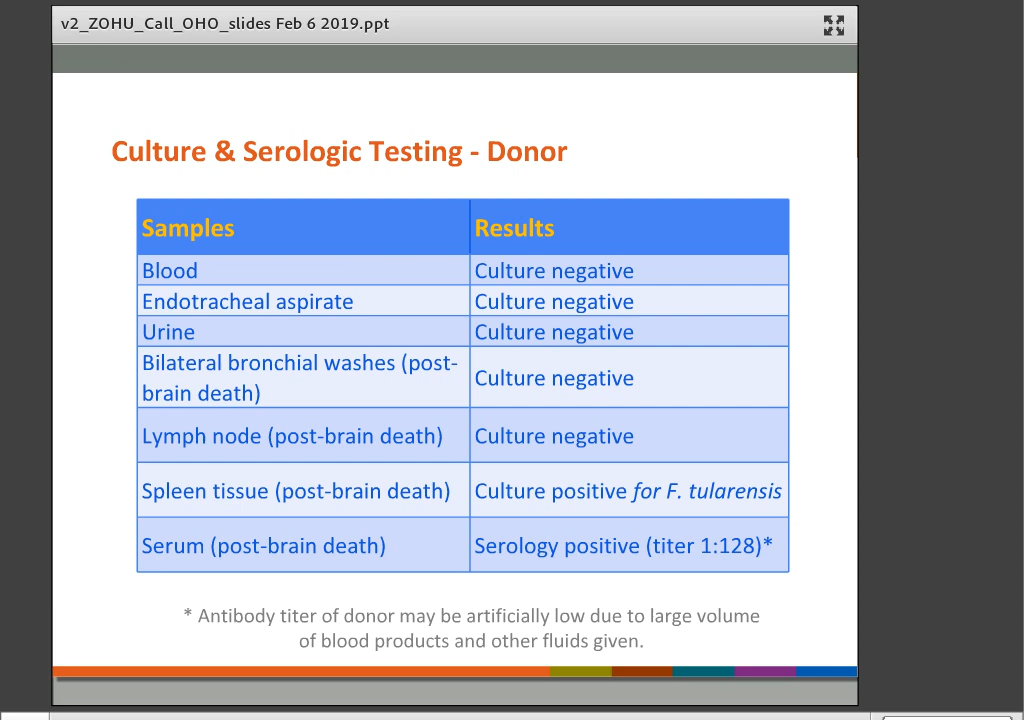 v2_ZOHU_Call_OHO_slides Feb 6 2019.ppt
Culture & Serologic Testing - Donor
Samples Results
Blood Culture negative
Endotracheal aspirate Culture negative
Urine Culture negative
Bilateral bronchial washes (post-
brain death) Culture negative
Lymph node (post-brain death) Culture negative
Spleen tissue (post-brain death) Culture positive for F. tularensis
Serum (post-brain death) Serology positive (titer 1:128)*
* Antibody titer of donor may be artificially low due to large volume
of blood products and other fluids given.